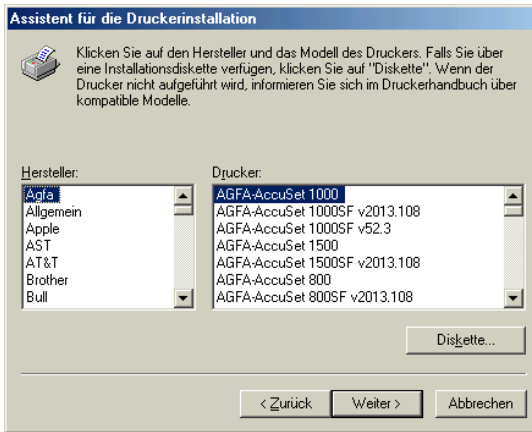 Assistent für die Druckerinstallation
Klicken Sie auf den Hersteller und das Modell des Druckers. Falls Sie über
eine Installationsdiskette verfügen, klicken Sie auf "Diskette". Wenn der
Drucker nicht aufgeführt wird, informieren Sie sich im Druckerhandbuch über
kompatible Modelle.
Hersteller:
Agfa
Allgemein
Apple
AST
AT&T
Brother
Bull
Drucker:
AGFA-AccuSet 1000
AGFA-AccuSet 1000SF v2013.108
AGFA-AccuSet 1000SF v52.3
AGFA-AccuSet 1500
AGFA-AccuSet 1500SF v2013.108
AGFA-AccuSet 800
AGFA-AccuSet 800SF v2013.108
Diskette...
< Zurück
Weiter >
Abbrechen